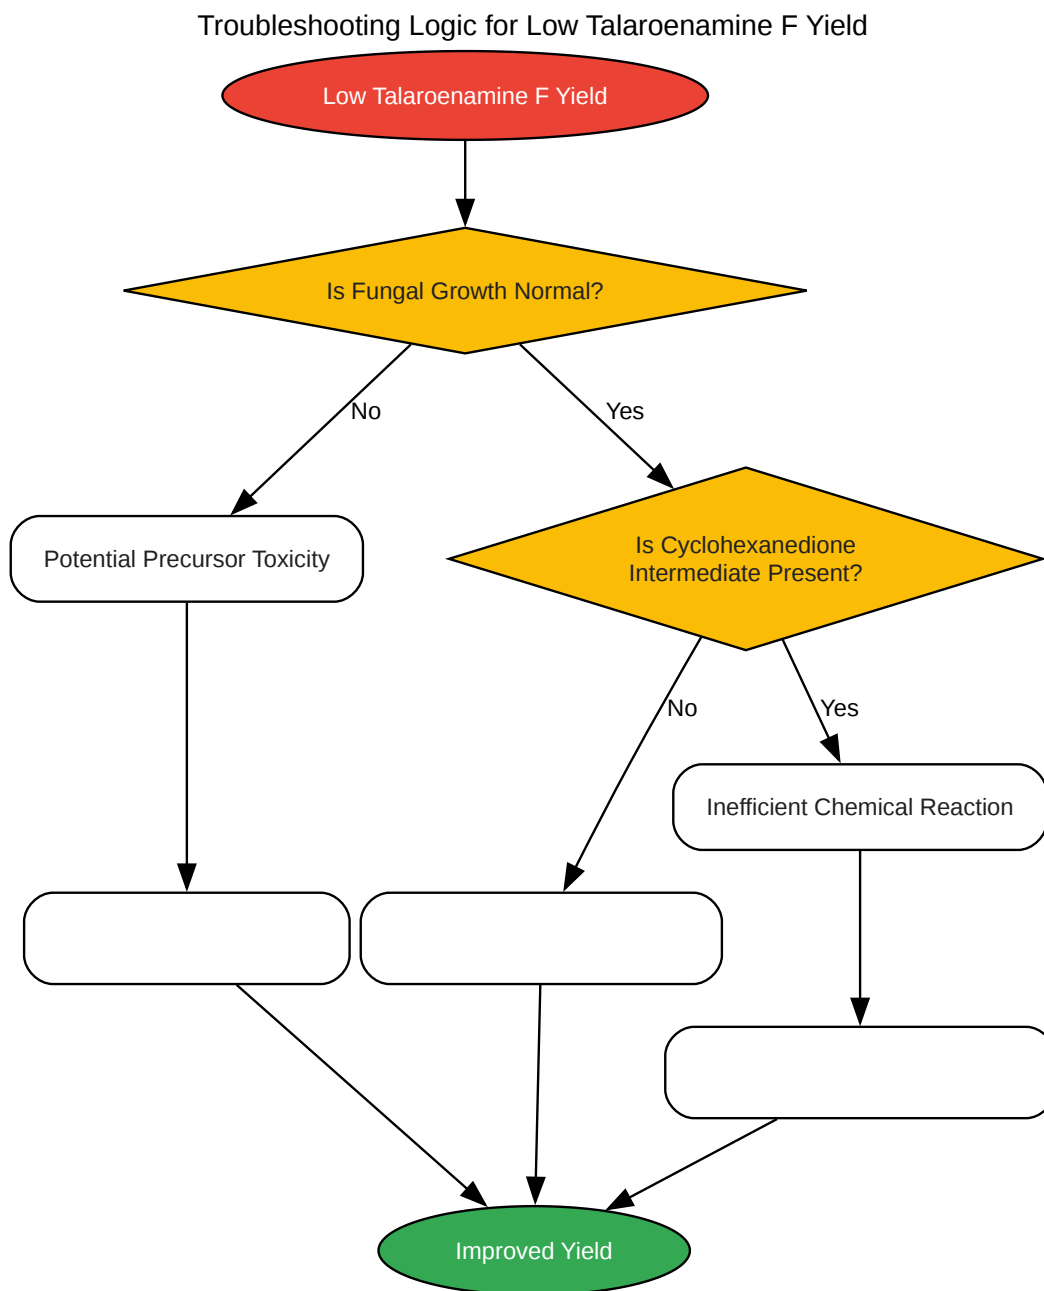 Troubleshooting Logic for Low Talaroenamine F Yield
Low Talaroenamine F Yield
Is Fungal Growth Normal?
No
Yes
Potential Precursor Toxicity
Is Cyclohexanedione
Intermediate Present?
No
Yes
Inefficient Chemical Reaction
Improved Yield